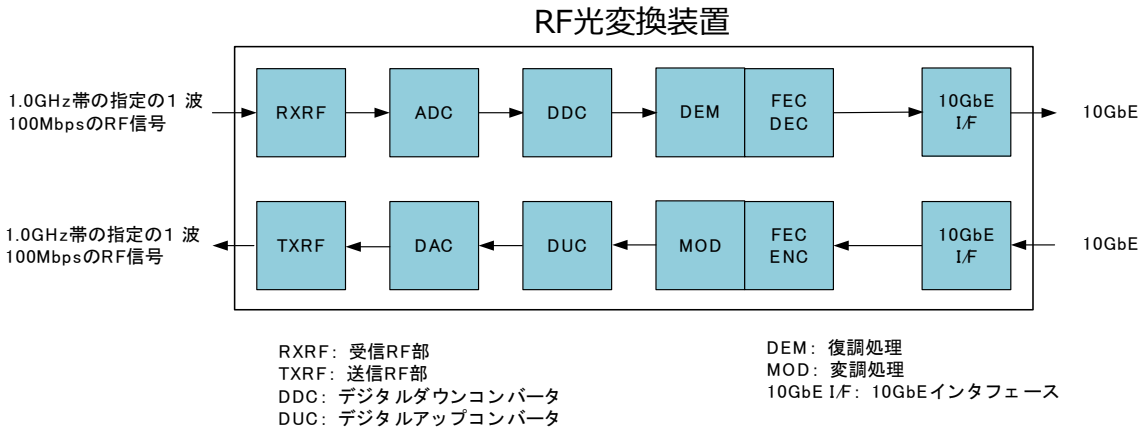 RF光変換装置
1.0GHz帯の指定の1 波
100MbpsのRF信号
RXRF
ADC
DDC
DEM
FEC
DEC
10GbE
I/F
10GbE
1.0GHz帯の指定の1 波
100MbpsのRF信号
TXRF
DAC
DUC
MOD
FEC
ENC
10GbE
I/F
10GbE
RXRF: 受信RF部
TXRF: 送信RF部
DDC: デジタルダウンコンバータ
DUC: デジタルアップコンバータ
DEM: 復調処理
MOD: 変調処理
10GbE I/F: 10GbEインタフェース